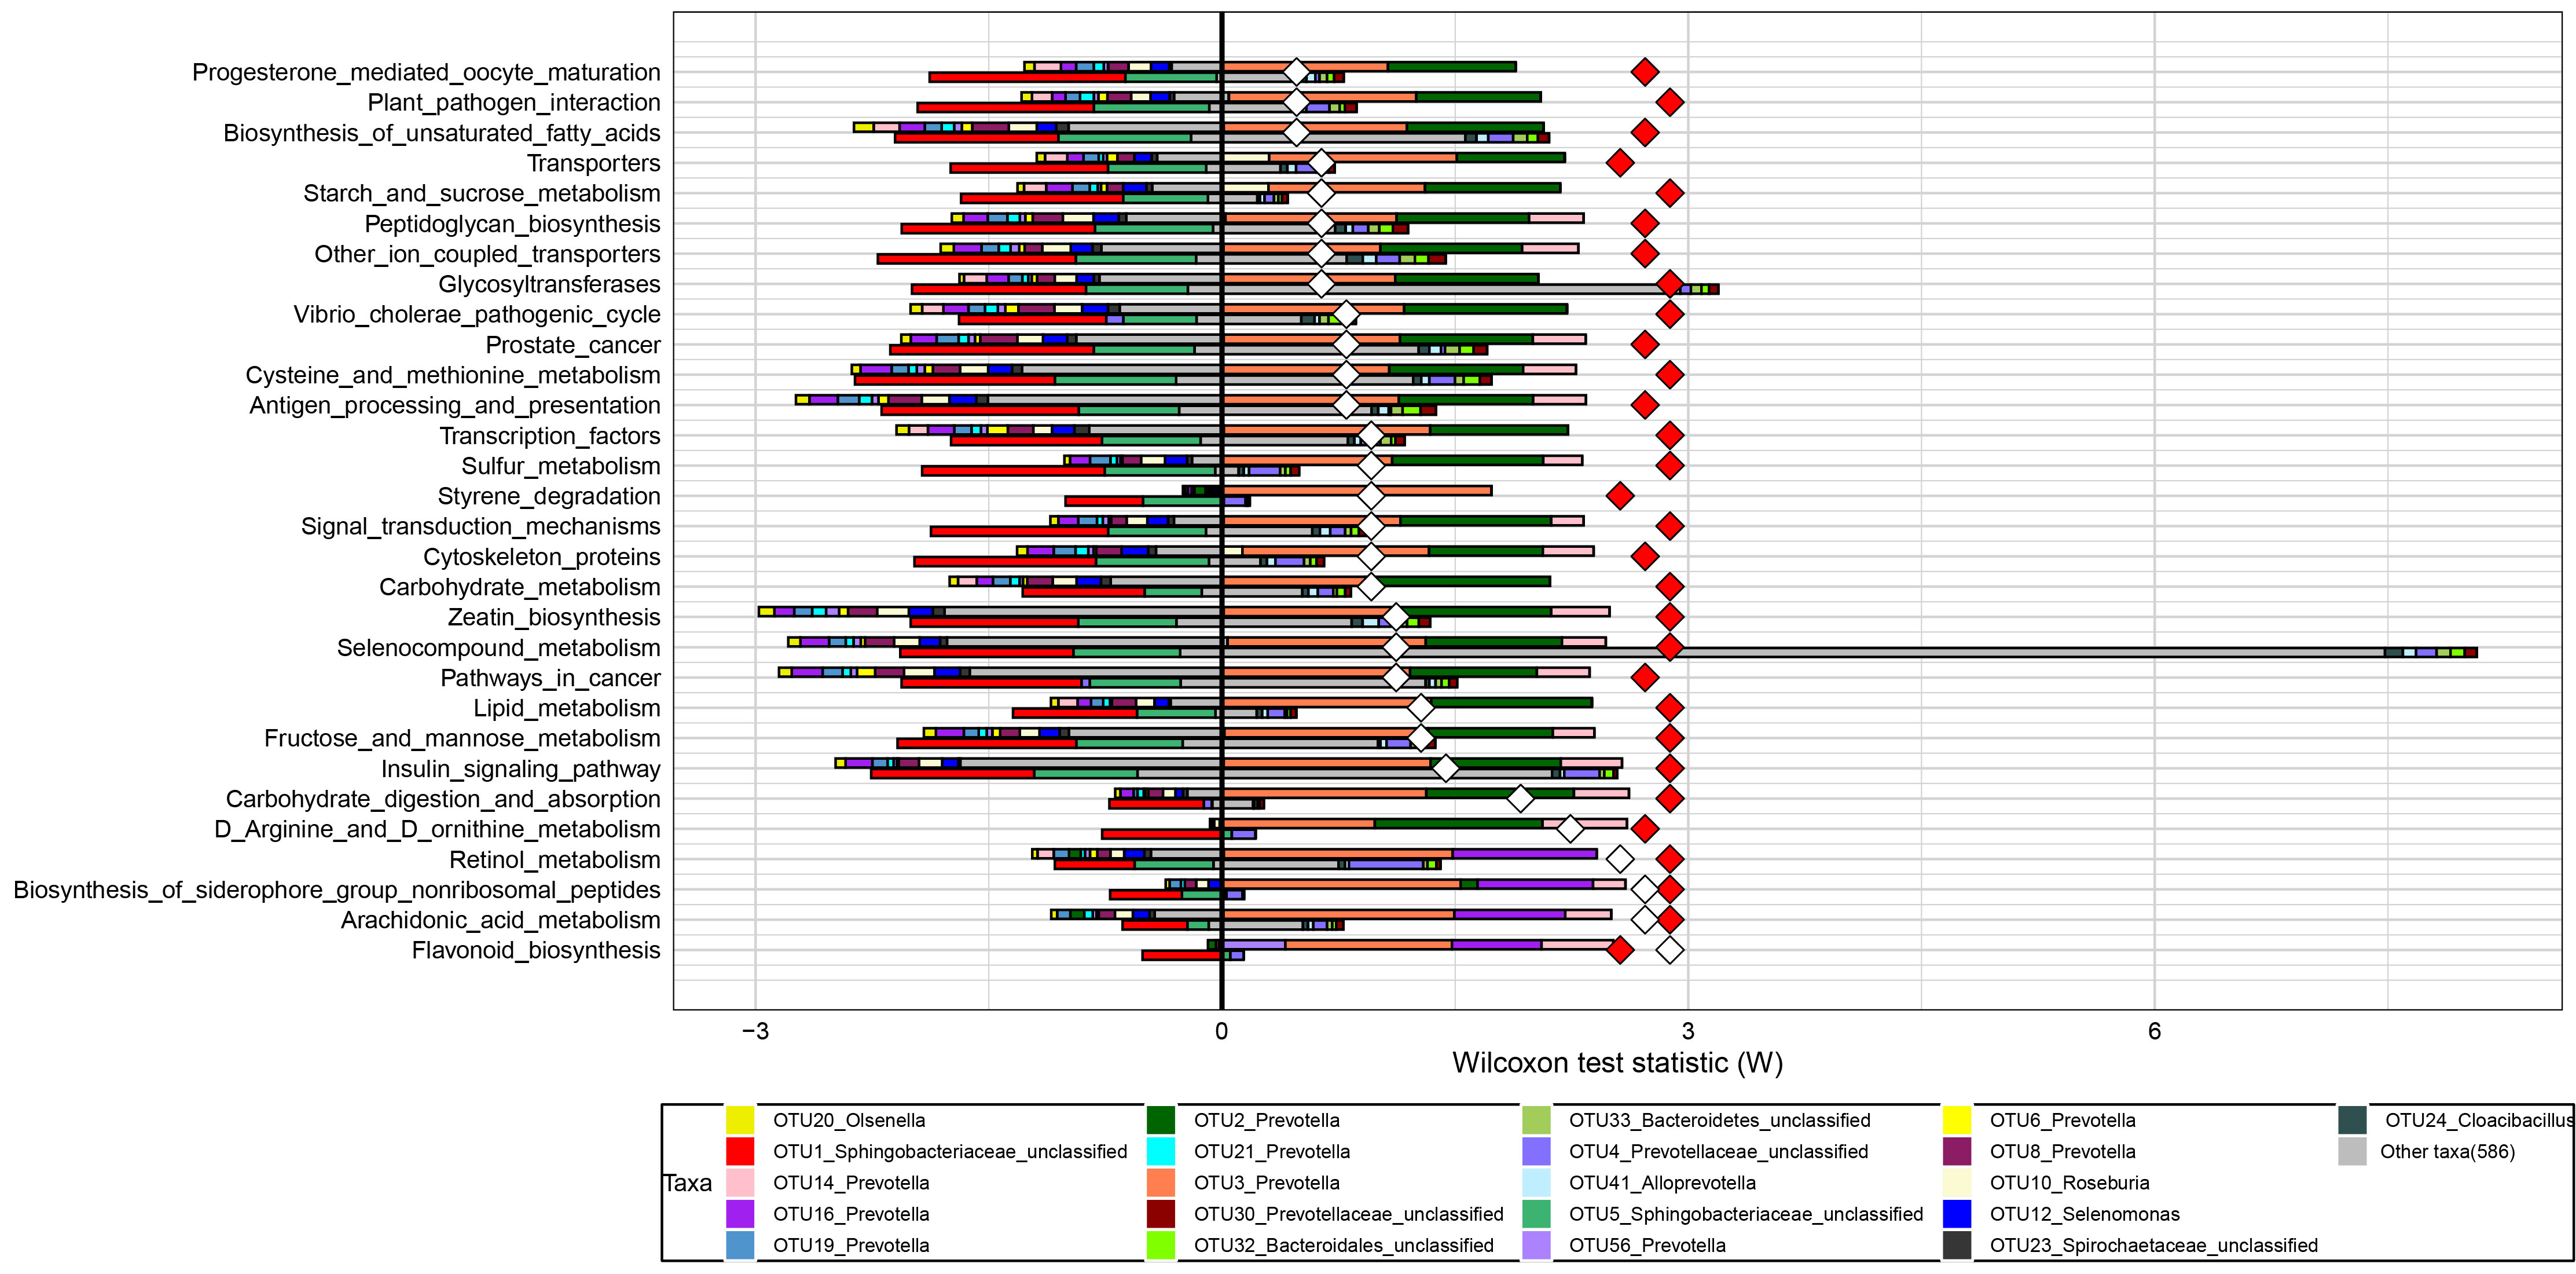 Progesterone_mediated_oocyte_maturation
Plant_pathogen_interaction
Biosynthesis_of_unsaturated_fatty_acids
Transporters
Starch_and_sucrose_metabolism
Peptidoglycan_biosynthesis
Other_ion_coupled_transporters
Glycosyltransferases
Vibrio_cholerae_pathogenic_cycle
Prostate_cancer
Cysteine_and_methionine_metabolism
Antigen_processing_and_presentation
Transcription_factors
Sulfur_metabolism
Styrene_degradation
Signal_transduction_mechanisms
Cytoskeleton_proteins
Carbohydrate_metabolism
Zeatin_biosynthesis
Selenocompound_metabolism
Pathways_in_cancer
Lipid_metabolism
Fructose_and_mannose_metabolism
Insulin_signaling_pathway
Carbohydrate_digestion_and_absorption
D_Arginine_and_D_ornithine_metabolism
Retinol_metabolism
Biosynthesis_of_siderophore_group_nonribosomal_peptides
Arachidonic_acid_metabolism
Flavonoid_biosynthesis
−3 0 3 6
Wilcoxon test statistic (W)
Taxa
OTU20_Olsenella
OTU1_Sphingobacteriaceae_unclassified
OTU14_Prevotella
OTU16_Prevotella
OTU19_Prevotella
OTU2_Prevotella
OTU21_Prevotella
OTU3_Prevotella
OTU30_Prevotellaceae_unclassified
OTU32_Bacteroidales_unclassified
OTU33_Bacteroidetes_unclassified
OTU4_Prevotellaceae_unclassified
OTU41_Alloprevotella
OTU5_Sphingobacteriaceae_unclassified
OTU56_Prevotella
OTU6_Prevotella
OTU8_Prevotella
OTU10_Roseburia
OTU12_Selenomonas
OTU23_Spirochaetaceae_unclassified
OTU24_Cloacibacillus
Other taxa(586)